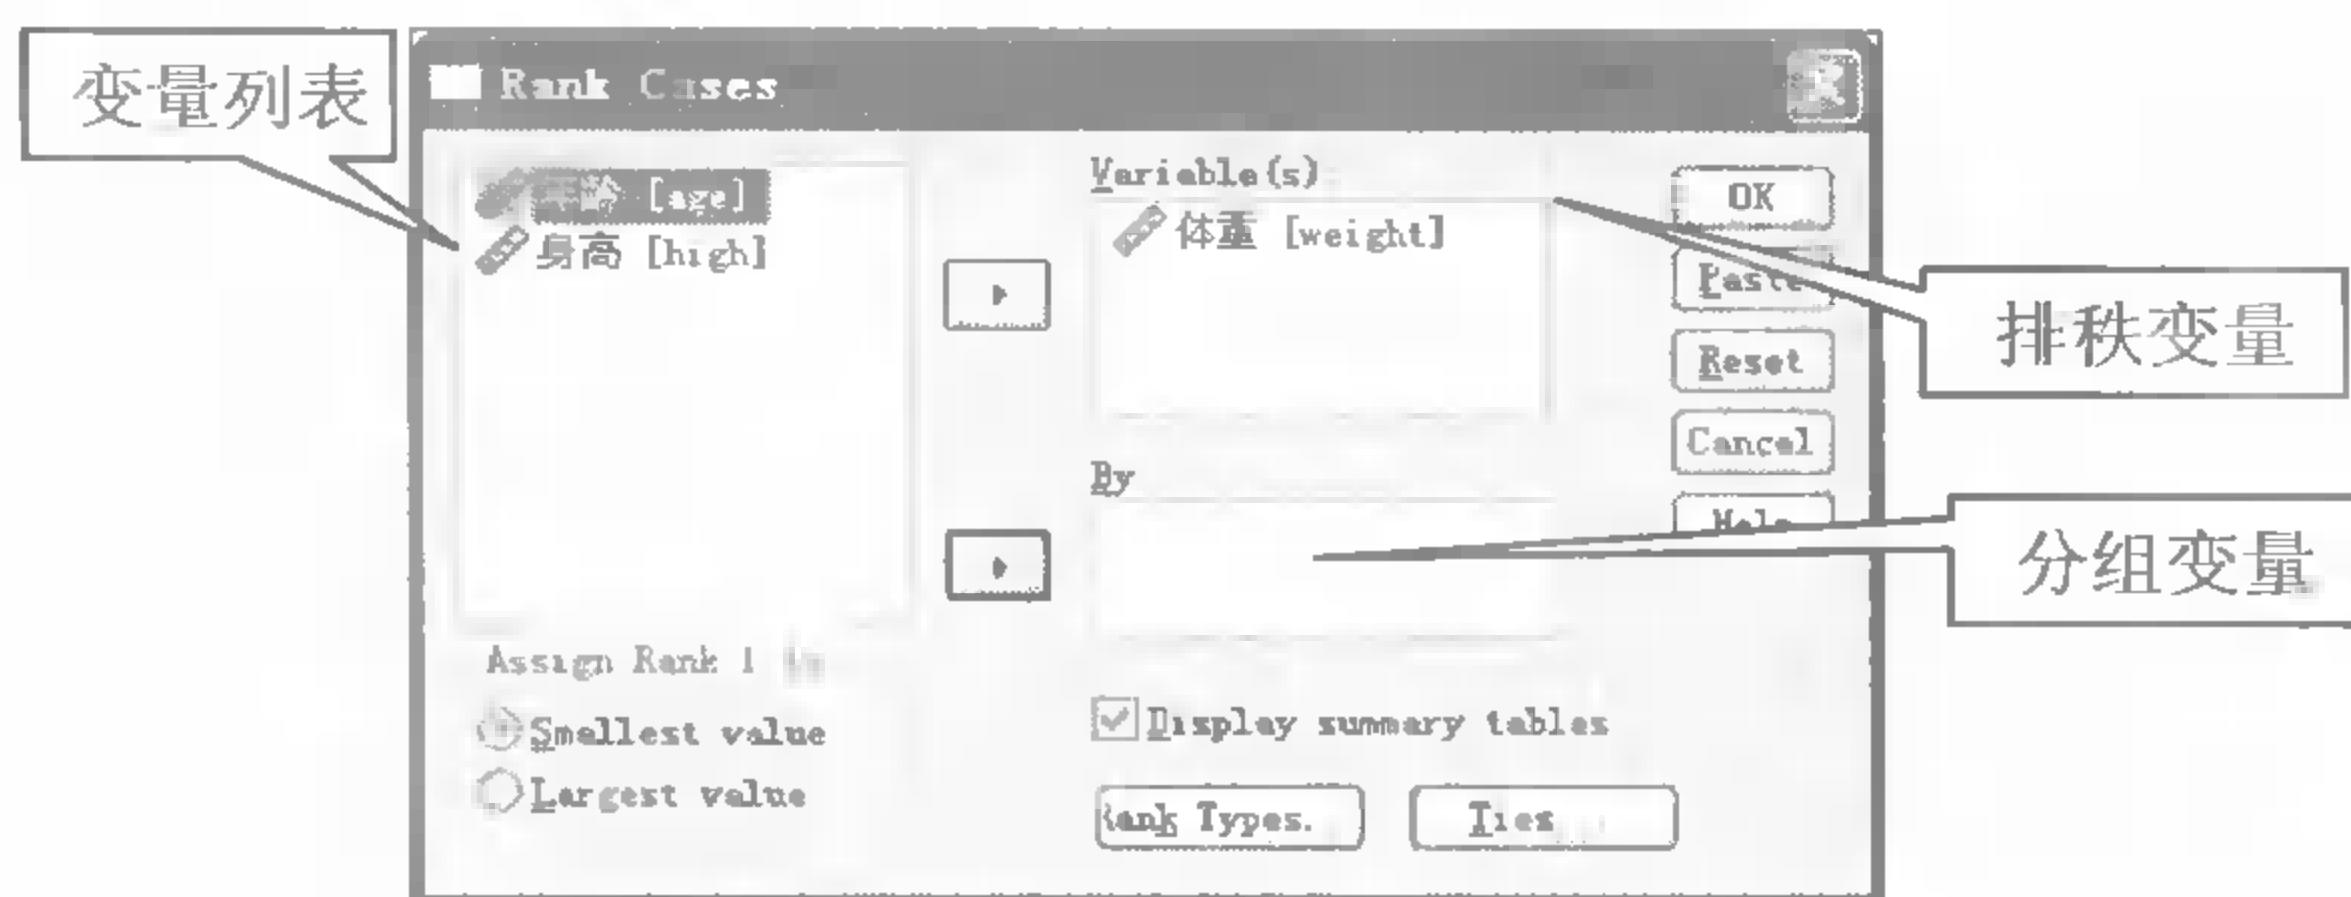 变量列表
Rank Cases
年龄 [age]
身高 [high]
Variable(s)
体重 [weight]
OK
Paste
Reset
Cancel
Help
排秩变量
By
分组变量
Assign Rank 1 to
Smallest value
Largest value
Display summary tables
Rank Types.
Ties